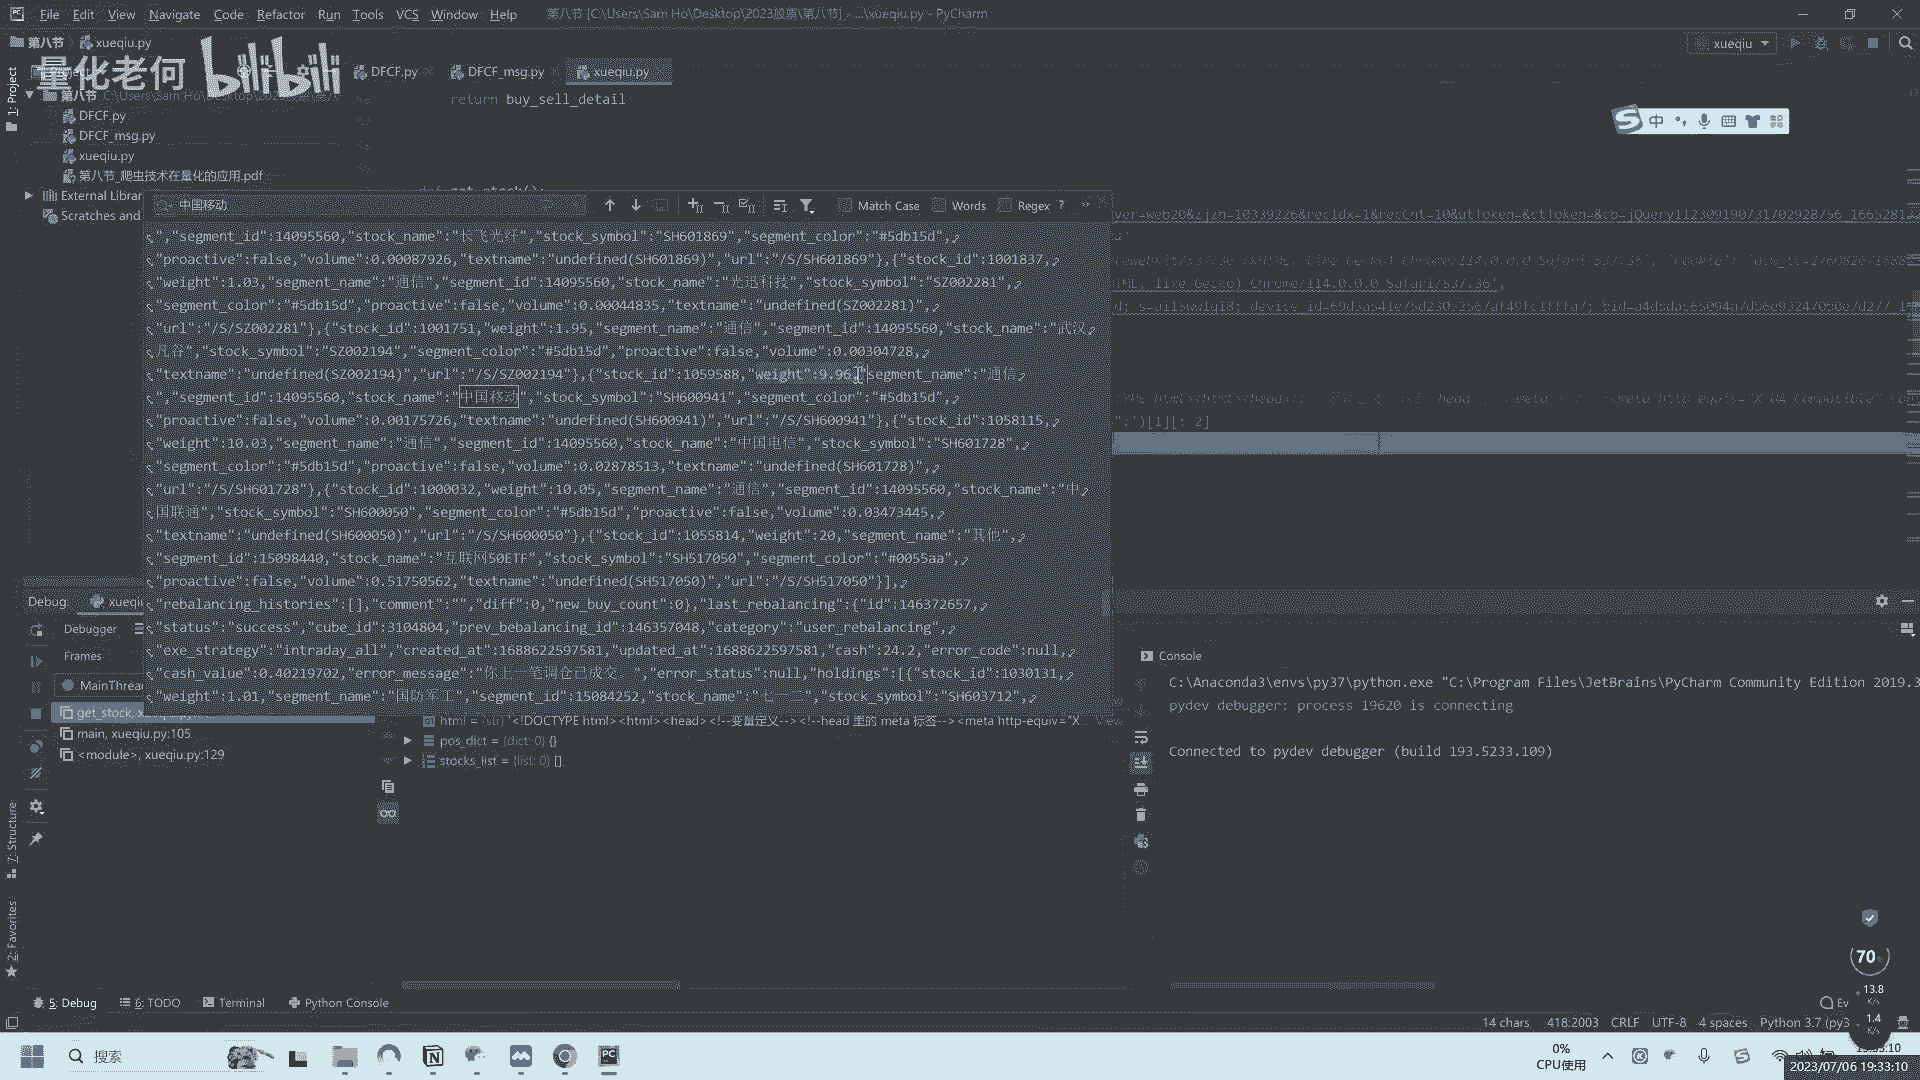 File Edit View Navigate Code Refactor Run Tools VCS Window Help 第八节 [C:\Users\Sam Ho\Desktop\2023股票\第八节] - ...\xueqiu.py - PyCharm
第八节 xueqiu.py
xueqiu
量化老何 bilibili
DFCF.py DFCF_msg.py xueqiu.py
1: Project
第八节
return buy_sell_detail
DFCF.py
DFCF_msg.py
xueqiu.py
第八节_爬虫技术在量化的应用.pdf
External Librar
Scratches and
中
中国移动
Match Case Words Regex ?
","segment_id":14095560,"stock_name":"长飞光纤","stock_symbol":"SH601869","segment_color":"#5db15d",
"proactive":false,"volume":0.00087926,"textname":"undefined(SH601869)","url":"/S/SH601869"},{"stock_id":1001837,
"weight":1.03,"segment_name":"通信","segment_id":14095560,"stock_name":"光迅科技","stock_symbol":"SZ002281",
"segment_color":"#5db15d","proactive":false,"volume":0.00044835,"textname":"undefined(SZ002281)",
"url":"/S/SZ002281"},{"stock_id":1001751,"weight":1.95,"segment_name":"通信","segment_id":14095560,"stock_name":"武汉
凡谷","stock_symbol":"SZ002194","segment_color":"#5db15d","proactive":false,"volume":0.00304728,
"textname":"undefined(SZ002194)","url":"/S/SZ002194"},{"stock_id":1059588,"weight":9.96,"segment_name":"通信
","segment_id":14095560,"stock_name":"中国移动","stock_symbol":"SH600941","segment_color":"#5db15d",
"proactive":false,"volume":0.00175726,"textname":"undefined(SH600941)","url":"/S/SH600941"},{"stock_id":1058115,
"weight":10.03,"segment_name":"通信","segment_id":14095560,"stock_name":"中国电信","stock_symbol":"SH601728",
"segment_color":"#5db15d","proactive":false,"volume":0.02878513,"textname":"undefined(SH601728)",
"url":"/S/SH601728"},{"stock_id":1000032,"weight":10.05,"segment_name":"通信","segment_id":14095560,"stock_name":"中
国联通","stock_symbol":"SH600050","segment_color":"#5db15d","proactive":false,"volume":0.03473445,
"textname":"undefined(SH600050)","url":"/S/SH600050"},{"stock_id":1055814,"weight":20,"segment_name":"其他",
"segment_id":15098440,"stock_name":"互联网50ETF","stock_symbol":"SH517050","segment_color":"#0055aa",
"proactive":false,"volume":0.51750562,"textname":"undefined(SH517050)","url":"/S/SH517050"}],
"rebalancing_histories":[],"comment":"","diff":0,"new_buy_count":0},"last_rebalancing":{"id":146372657,
"status":"success","cube_id":3104804,"prev_bebalancing_id":146357048,"category":"user_rebalancing",
"exe_strategy":"intraday_all","created_at":1688622597581,"updated_at":1688622597581,"cash":24.2,"error_code":null,
"cash_value":0.40219702,"error_message":"你上一笔调仓已成交。","error_status":null,"holdings":[{"stock_id":1030131,
"weight":1.01,"segment_name":"国防军工","segment_id":15084252,"stock_name":"七一二","stock_symbol":"SH603712",
":')[1][: 2]
Debug: xueqiu
Debugger
Frames
MainThread
get_stock, xueqiu.py
main, xueqiu.py:105
<module>, xueqiu.py:129
html = {str} '<!DOCTYPE html><html><head><!--变量定义--><!--head 里的 meta 标签--><meta http-equiv="X... View
pos_dict = {dict: 0} {}
stocks_list = {list: 0} []
Console
C:\Anaconda3\envs\py37\python.exe "C:\Program Files\JetBrains\PyCharm Community Edition 2019.3
pydev debugger: process 19620 is connecting
Connected to pydev debugger (build 193.5233.109)
7: Structure
2: Favorites
70%
13.8
K/s
1.4
K/s
5: Debug 6: TODO Terminal Python Console Ev
14 chars 418:2003 CRLF UTF-8 4 spaces Python 3.7 (py3
搜索
0%
CPU使用
2023/07/06 19:33:10